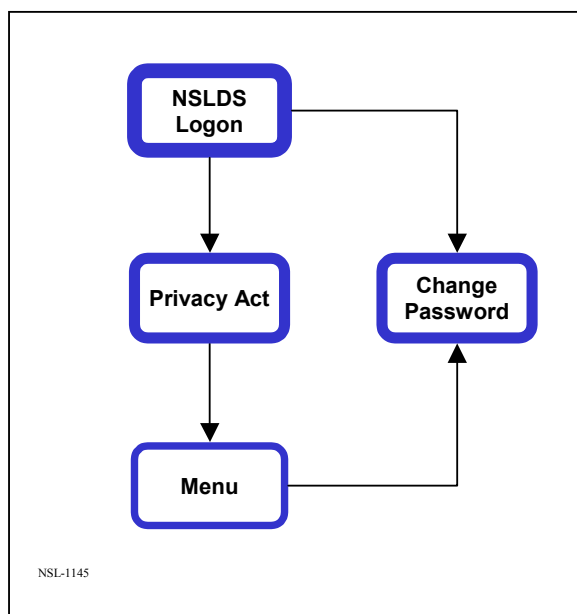 NSLDS
Logon
Privacy Act
Change
Password
Menu
NSL-1145